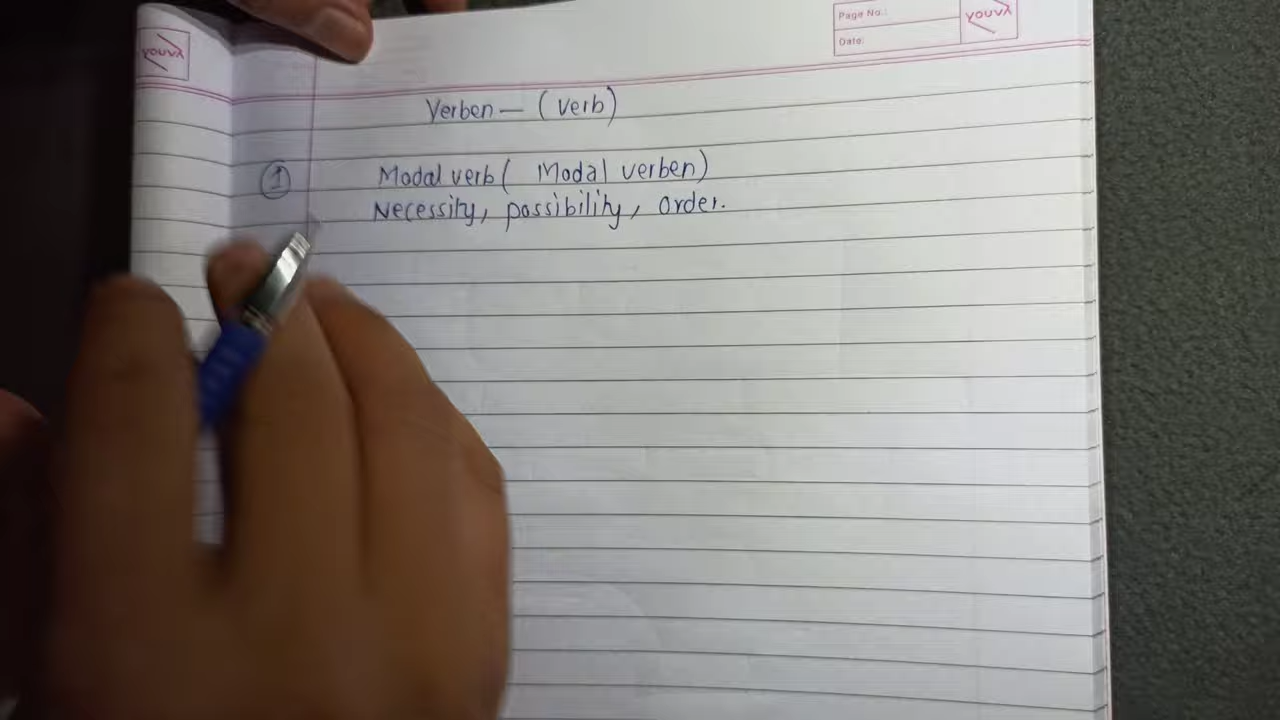 youva
Page No.:
Date:
youva
Verben — (verb)
① Modal verb ( Modal verben)
Necessity, possibility, order.